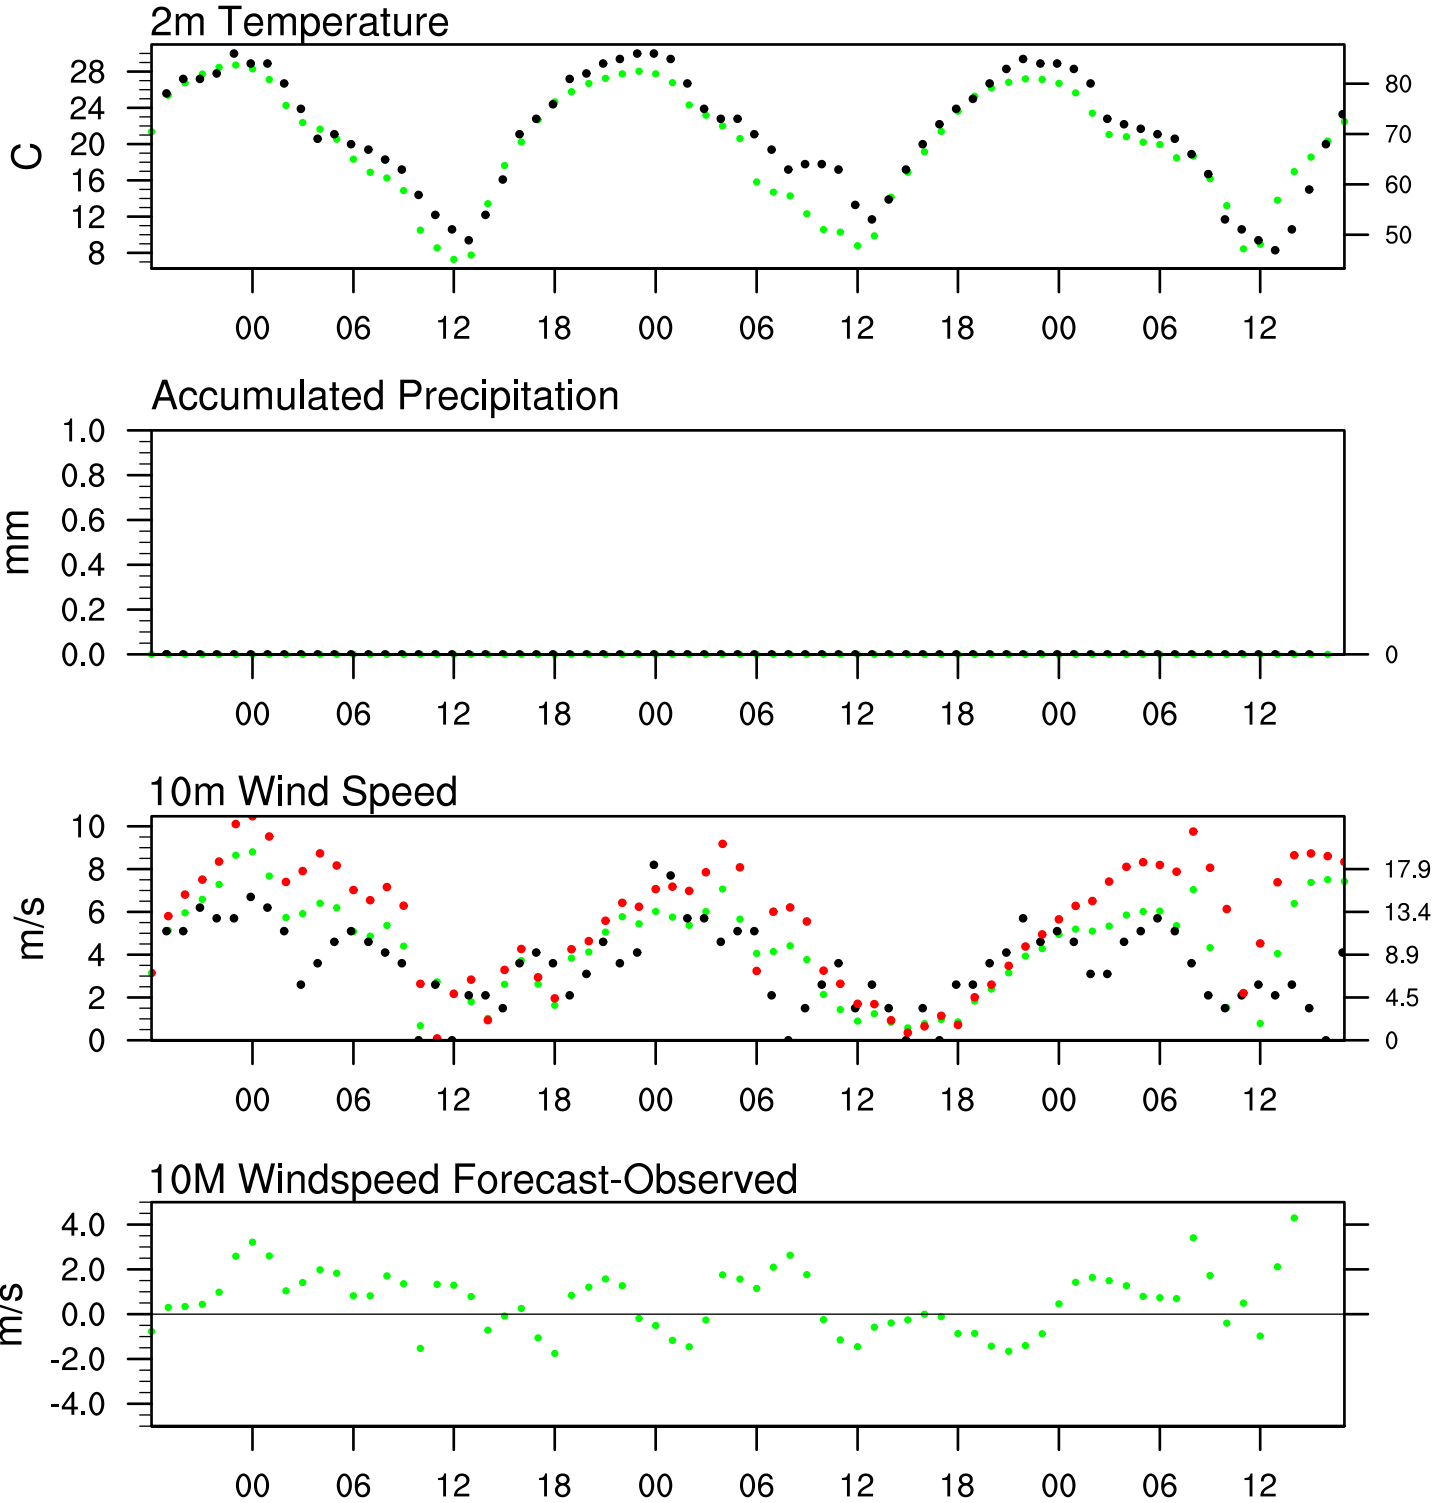 2m Temperature
28
24
20
16
12
8
C
80
70
60
50
00 06 12 18 00 06 12 18 00 06 12
Accumulated Precipitation
1.0
0.8
0.6
0.4
0.2
0.0
mm
0
00 06 12 18 00 06 12 18 00 06 12
10m Wind Speed
10
8
6
4
2
0
m/s
17.9
13.4
8.9
4.5
0
00 06 12 18 00 06 12 18 00 06 12
10M Windspeed Forecast-Observed
4.0
2.0
0.0
-2.0
-4.0
m/s
00 06 12 18 00 06 12 18 00 06 12